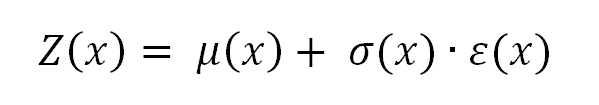 Z(x) = μ(x) + σ(x) · ε(x)